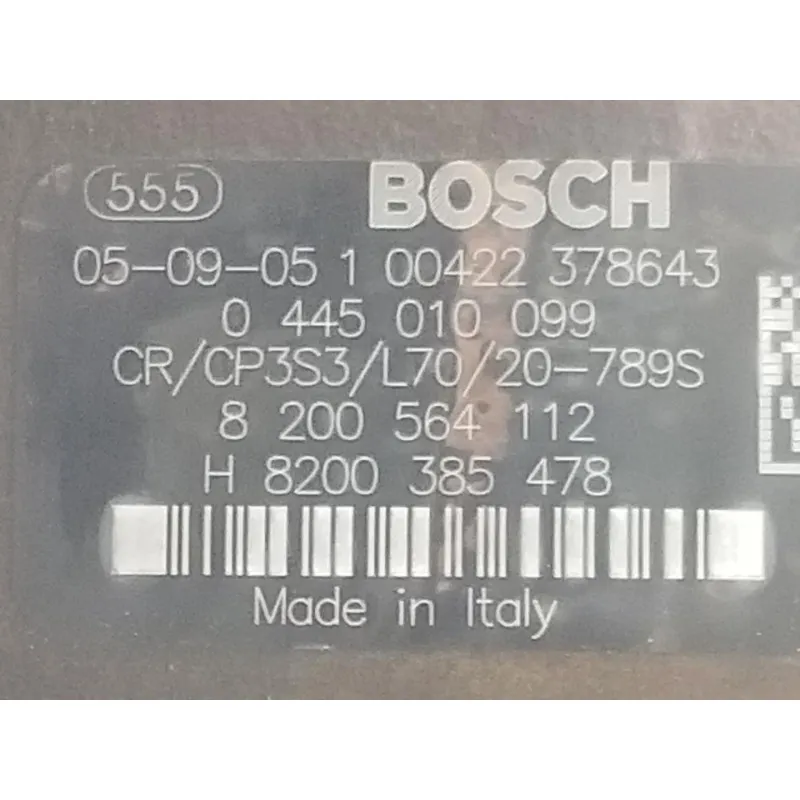 555 BOSCH
05-09-05 1 00422 378643
0 445 010 099
CR/CP3S3/L70/20-789S
8 200 564 112
H 8200 385 478
Made in Italy